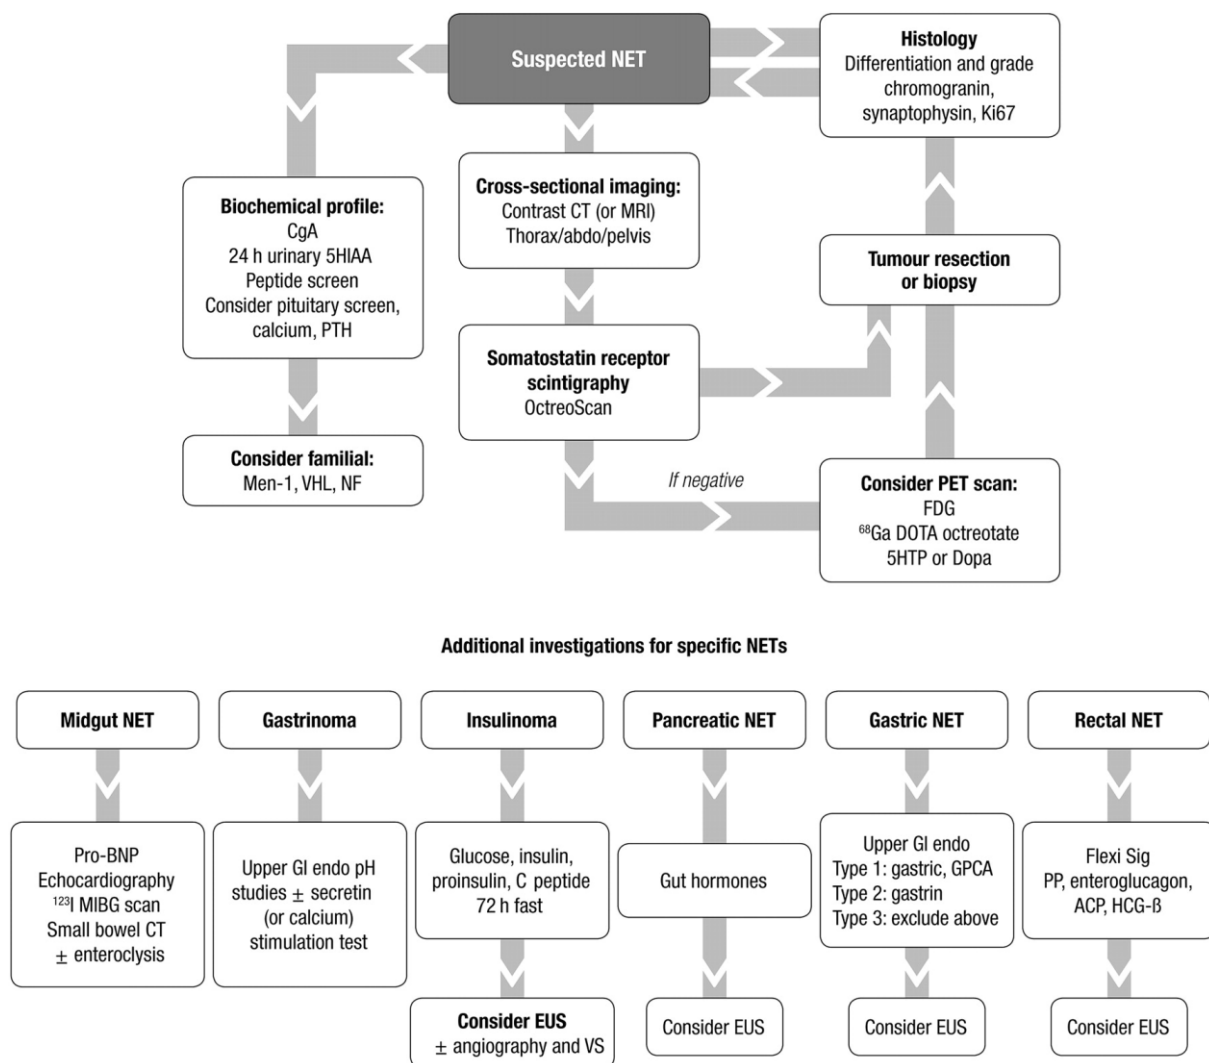 Suspected NET
Histology
Differentiation and grade
chromogranin,
synaptophysin, Ki67
Biochemical profile:
CgA
24 h urinary 5HIAA
Peptide screen
Consider pituitary screen,
calcium, PTH
Cross-sectional imaging:
Contrast CT (or MRI)
Thorax/abdo/pelvis
Tumour resection
or biopsy
Somatostatin receptor
scintigraphy
OctreoScan
Consider familial:
Men-1, VHL, NF
If negative
Consider PET scan:
FDG
⁶⁸Ga DOTA octreotate
5HTP or Dopa
Additional investigations for specific NETs
Midgut NET
Gastrinoma
Insulinoma
Pancreatic NET
Gastric NET
Rectal NET
Pro-BNP
Echocardiography
¹²³I MIBG scan
Small bowel CT
± enteroclysis
Upper GI endo pH
studies ± secretin
(or calcium)
stimulation test
Glucose, insulin,
proinsulin, C peptide
72 h fast
Gut hormones
Upper GI endo
Type 1: gastric, GPCA
Type 2: gastrin
Type 3: exclude above
Flexi Sig
PP, enteroglucagon,
ACP, HCG-ß
Consider EUS
± angiography and VS
Consider EUS
Consider EUS
Consider EUS